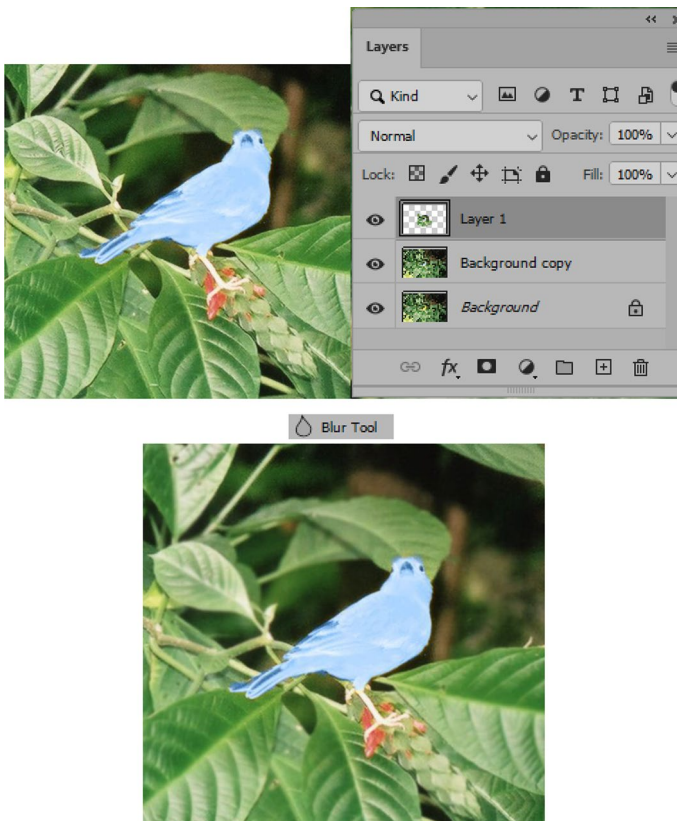 Layers
Kind
Normal
Opacity: 100%
Lock:
Fill: 100%
Layer 1
Background copy
Background
fx
Blur Tool